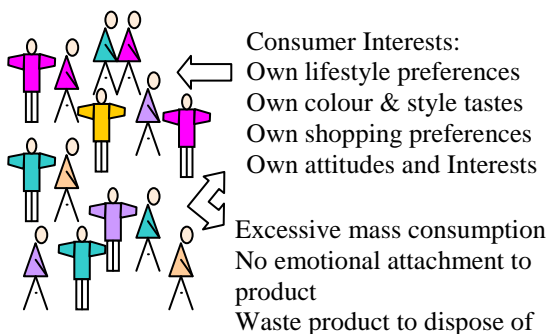 Consumer Interests:
Own lifestyle preferences
Own colour & style tastes
Own shopping preferences
Own attitudes and Interests
Excessive mass consumption
No emotional attachment to
product
Waste product to dispose of